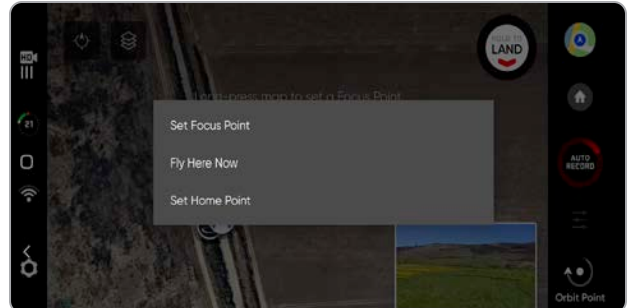 HD
21
HOLD TO
LAND
Long-press map to set a Focus Point
Set Focus Point
Fly Here Now
Set Home Point
AUTO
RECORD
Orbit Point